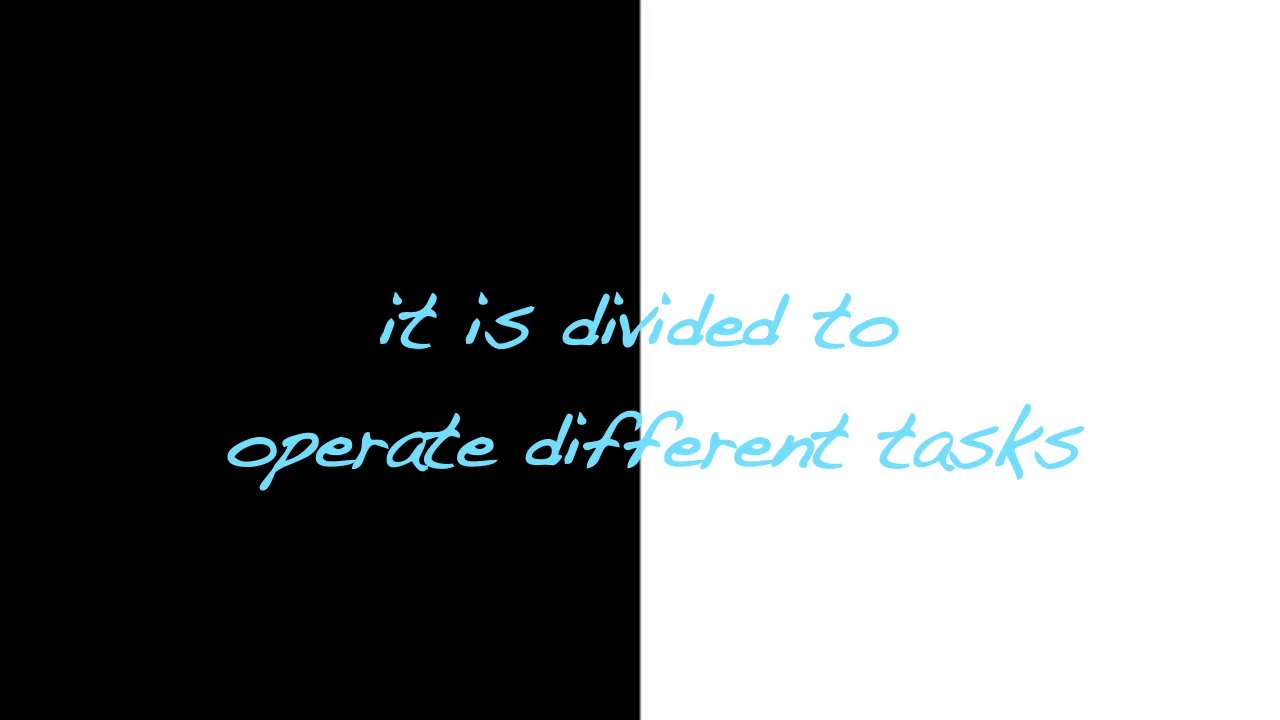 it is divided to
operate different tasks